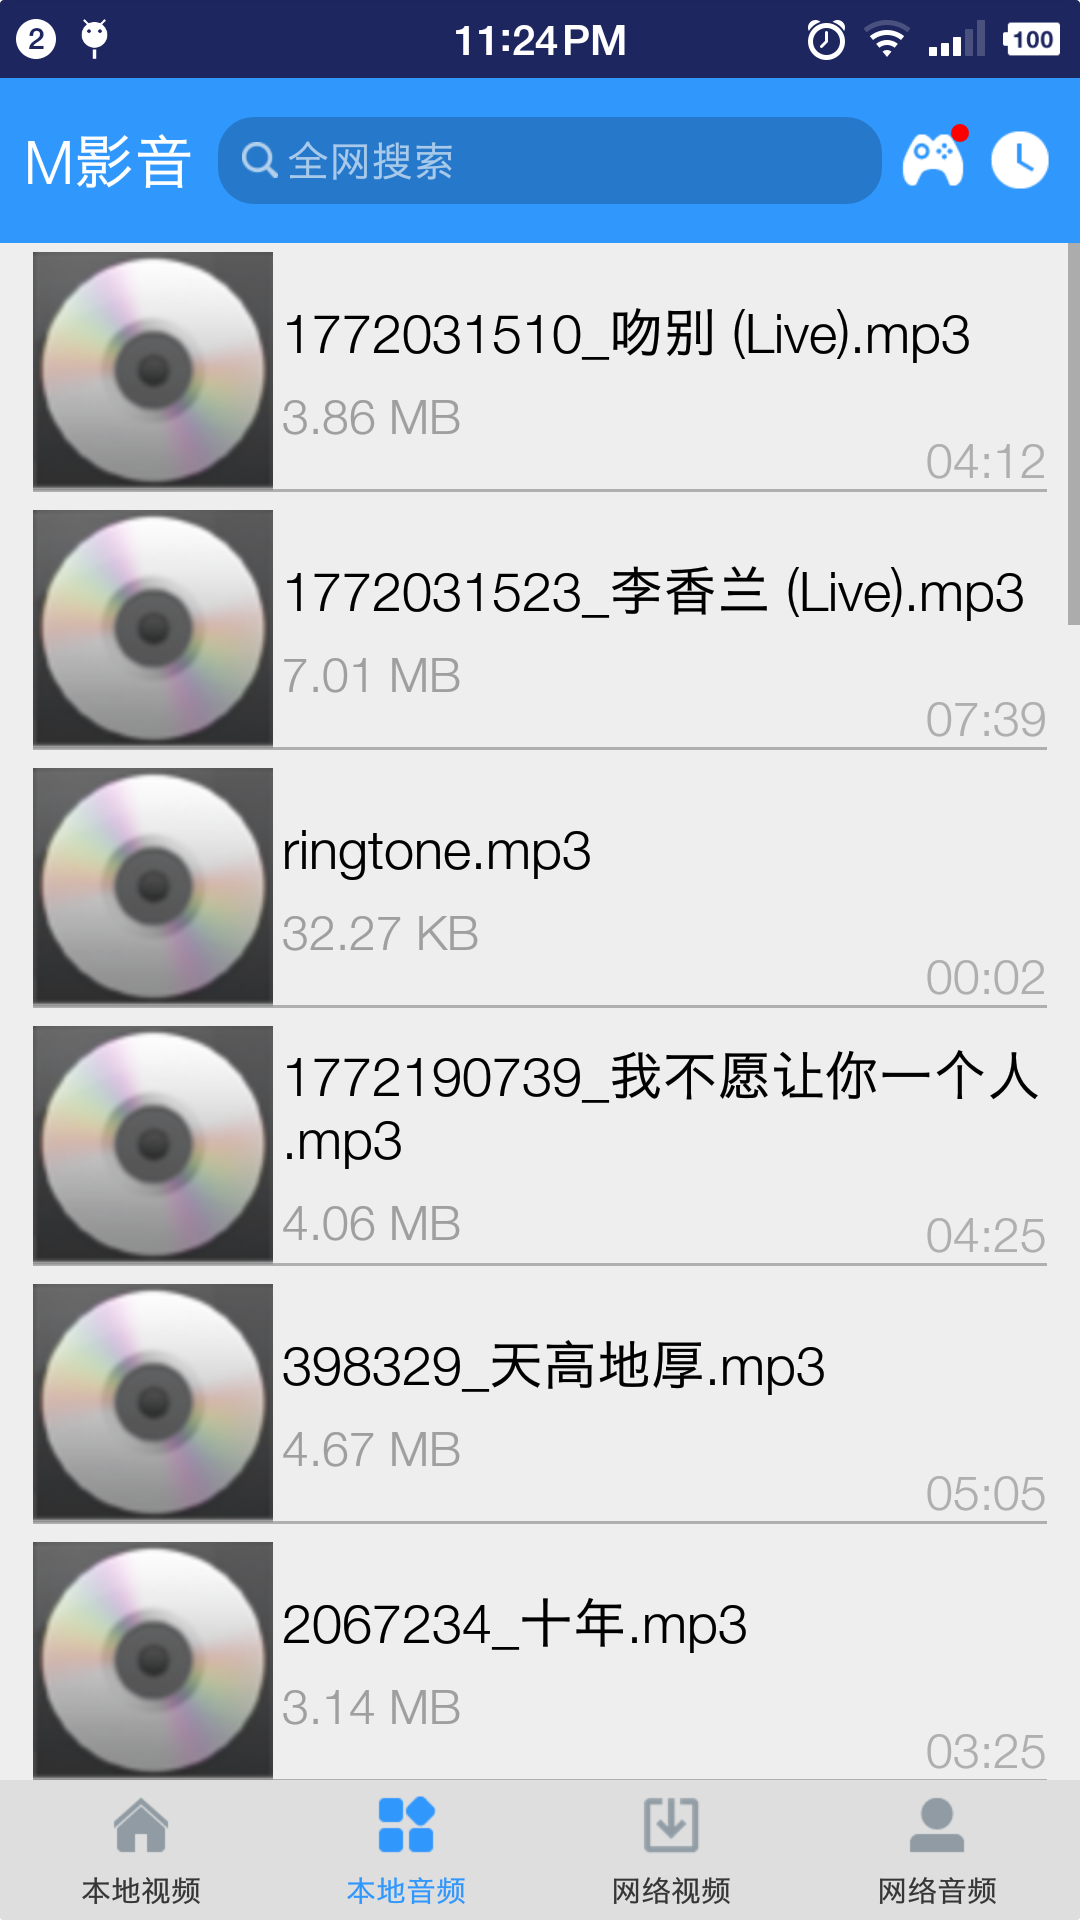 2
11:24PM
100
M影音
全网搜索
1772031510_吻别 (Live).mp3
3.86 MB
04:12
1772031523_李香兰 (Live).mp3
7.01 MB
07:39
ringtone.mp3
32.27 KB
00:02
1772190739_我不愿让你一个人
.mp3
4.06 MB
04:25
398329_天高地厚.mp3
4.67 MB
05:05
2067234_十年.mp3
3.14 MB
03:25
本地视频
本地音频
网络视频
网络音频